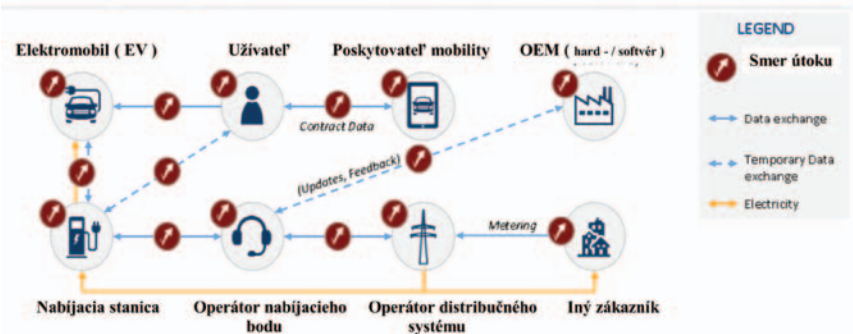 Elektromobil ( EV )
Užívateľ
Poskytovateľ mobility
OEM ( hard - / softvér )
LEGEND
Smer útoku
Contract Data
Data exchange
(Updates, Feedback)
Temporary Data
exchange
Metering
Electricity
Nabíjacia stanica
Operátor nabíjacieho
bodu
Operátor distribučného
systému
Iný zákazník